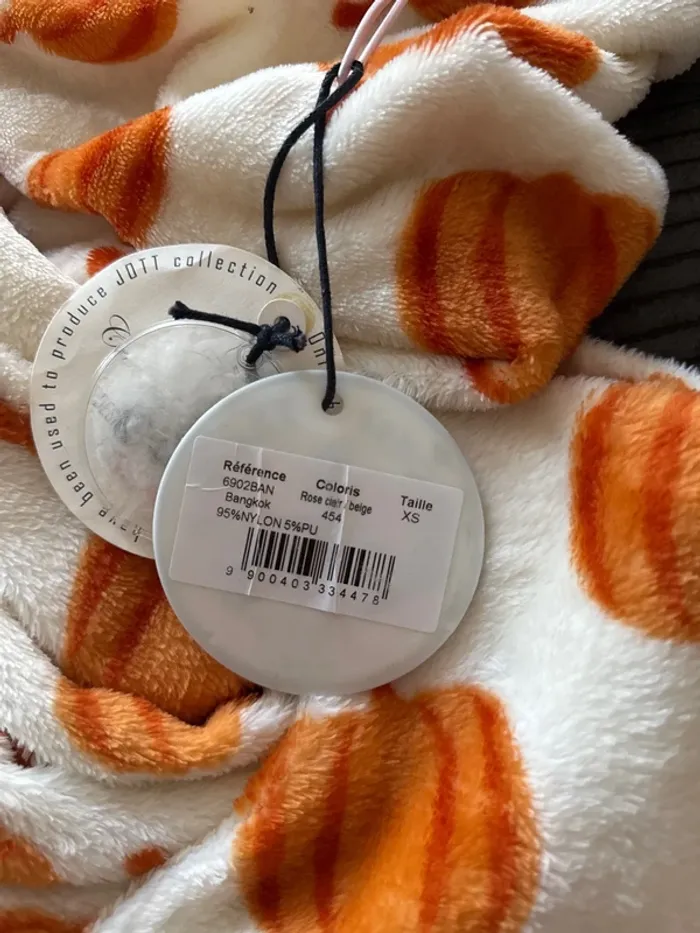 have been used to produce JOTT collection
Référence
6902BAN
Bangkok
95%NYLON 5%PU
Coloris
Rose clair/ beige
454
Taille
XS
9 900403 334478